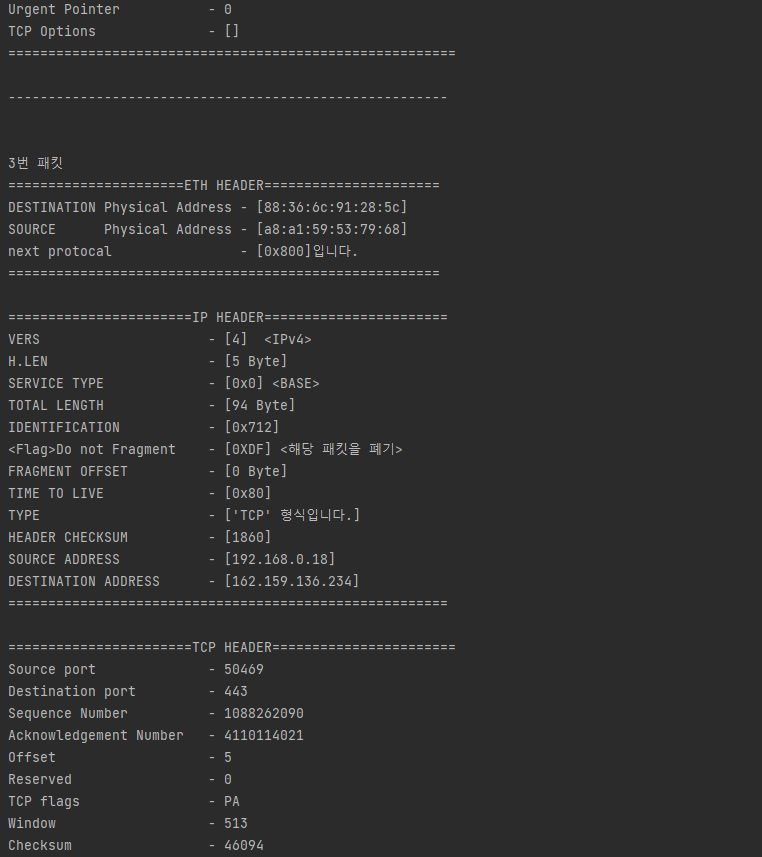 Urgent Pointer           - 0
TCP Options              - []
========================================================

-------------------------------------------------------

3번 패킷
======================ETH HEADER======================
DESTINATION Physical Address - [88:36:6c:91:28:5c]
SOURCE      Physical Address - [a8:a1:59:53:79:68]
next protocal                - [0x800]입니다.
======================================================

=======================IP HEADER=======================
VERS                     - [4]  <IPv4>
H.LEN                    - [5 Byte]
SERVICE TYPE             - [0x0] <BASE>
TOTAL LENGTH             - [94 Byte]
IDENTIFICATION           - [0x712]
<Flag>Do not Fragment    - [0XDF] <해당 패킷을 폐기>
FRAGMENT OFFSET          - [0 Byte]
TIME TO LIVE             - [0x80]
TYPE                     - ['TCP' 형식입니다.]
HEADER CHECKSUM          - [1860]
SOURCE ADDRESS           - [192.168.0.18]
DESTINATION ADDRESS      - [162.159.136.234]
=======================================================

=======================TCP HEADER=======================
Source port              - 50469
Destination port         - 443
Sequence Number          - 1088262090
Acknowledgement Number   - 4110114021
Offset                   - 5
Reserved                 - 0
TCP flags                - PA
Window                   - 513
Checksum                 - 46094